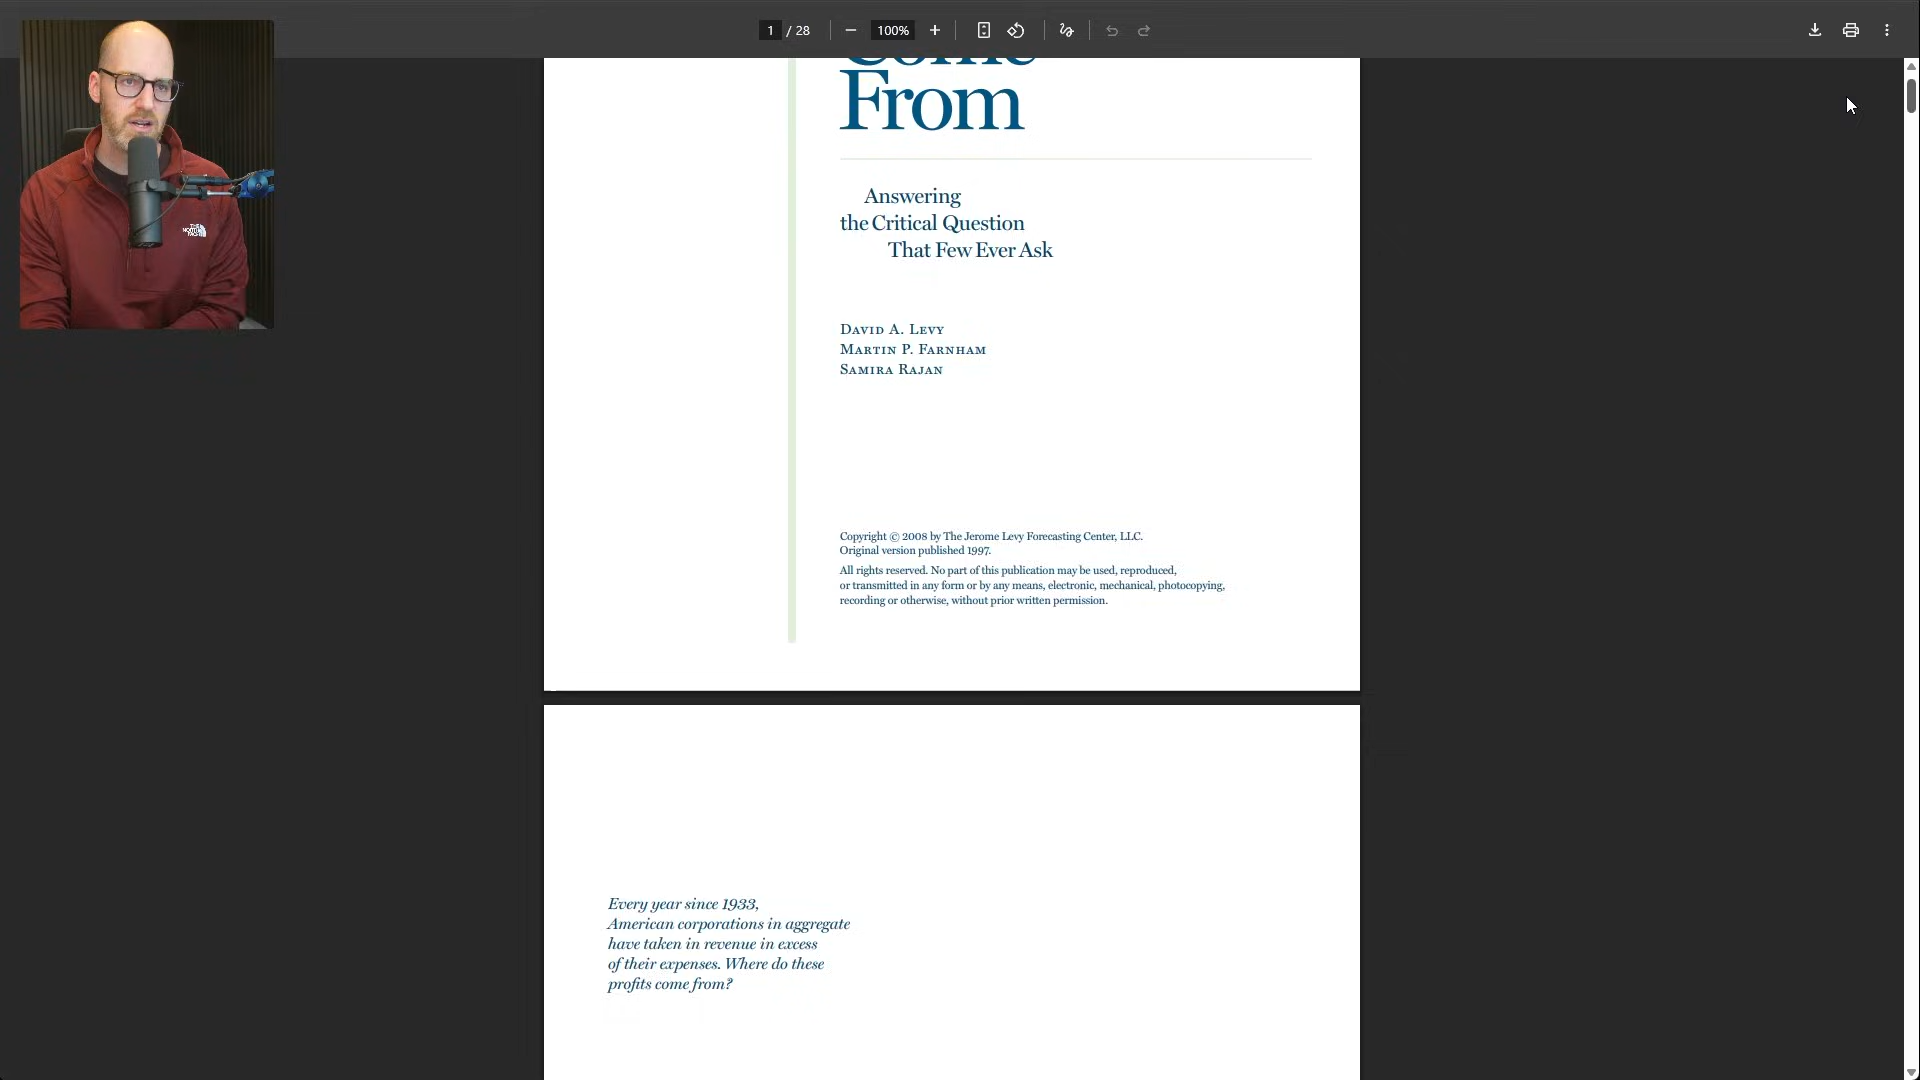 1 / 28
100%
From
Answering
the Critical Question
That Few Ever Ask
David A. Levy
Martin P. Farnham
Samira Rajan
Copyright © 2008 by The Jerome Levy Forecasting Center, LLC.
Original version published 1997.
All rights reserved. No part of this publication may be used, reproduced,
or transmitted in any form or by any means, electronic, mechanical, photocopying,
recording or otherwise, without prior written permission.
THE NORTH FACE
Every year since 1933,
American corporations in aggregate
have taken in revenue in excess
of their expenses. Where do these
profits come from?